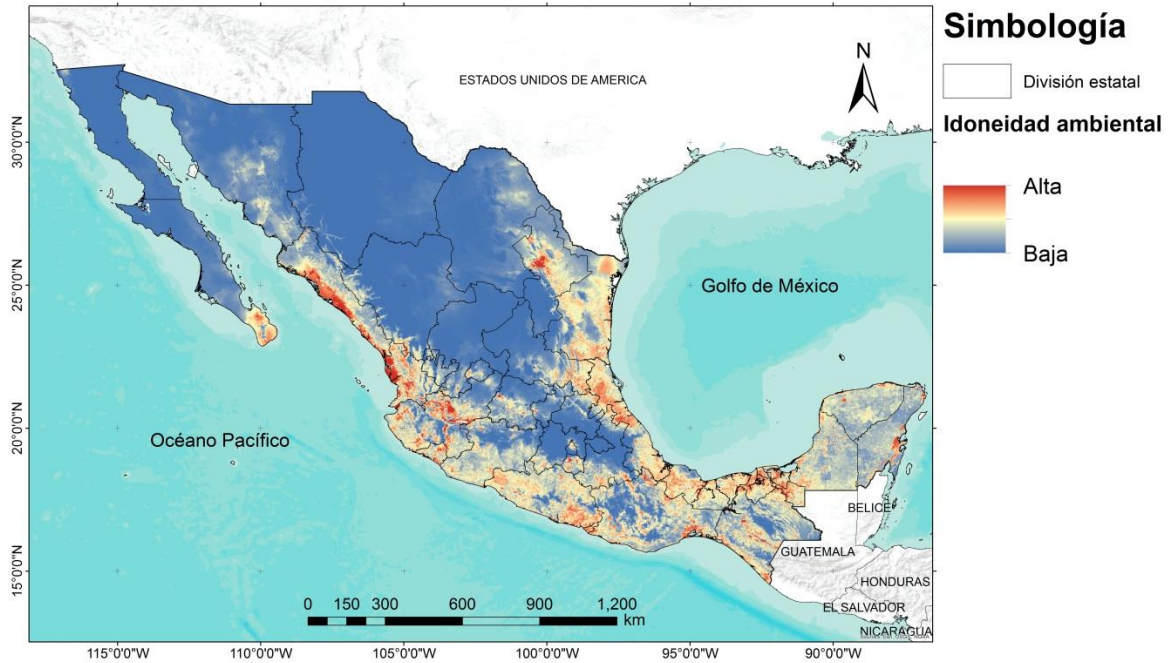 Simbología
División estatal
Idoneidad ambiental
Alta
Baja
N
ESTADOS UNIDOS DE AMERICA
Golfo de México
Océano Pacífico
BELICE
GUATEMALA
HONDURAS
EL SALVADOR
NICARAGUA
30°0'0"N
25°0'0"N
20°0'0"N
15°0'0"N
0 150 300 600 900 1,200
km
115°0'0"W 110°0'0"W 105°0'0"W 100°0'0"W 95°0'0"W 90°0'0"W